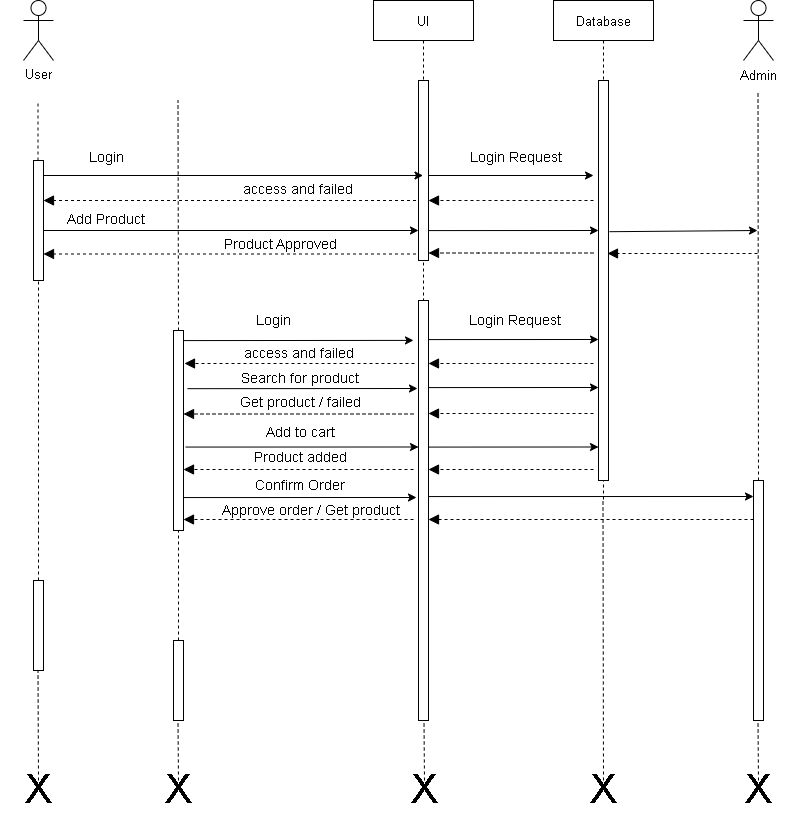 UI
Database
User
Admin
Login
Login Request
access and failed
Add Product
Product Approved
Login
Login Request
access and failed
Search for product
Get product / failed
Add to cart
Product added
Confirm Order
Approve order / Get product
X X X X X